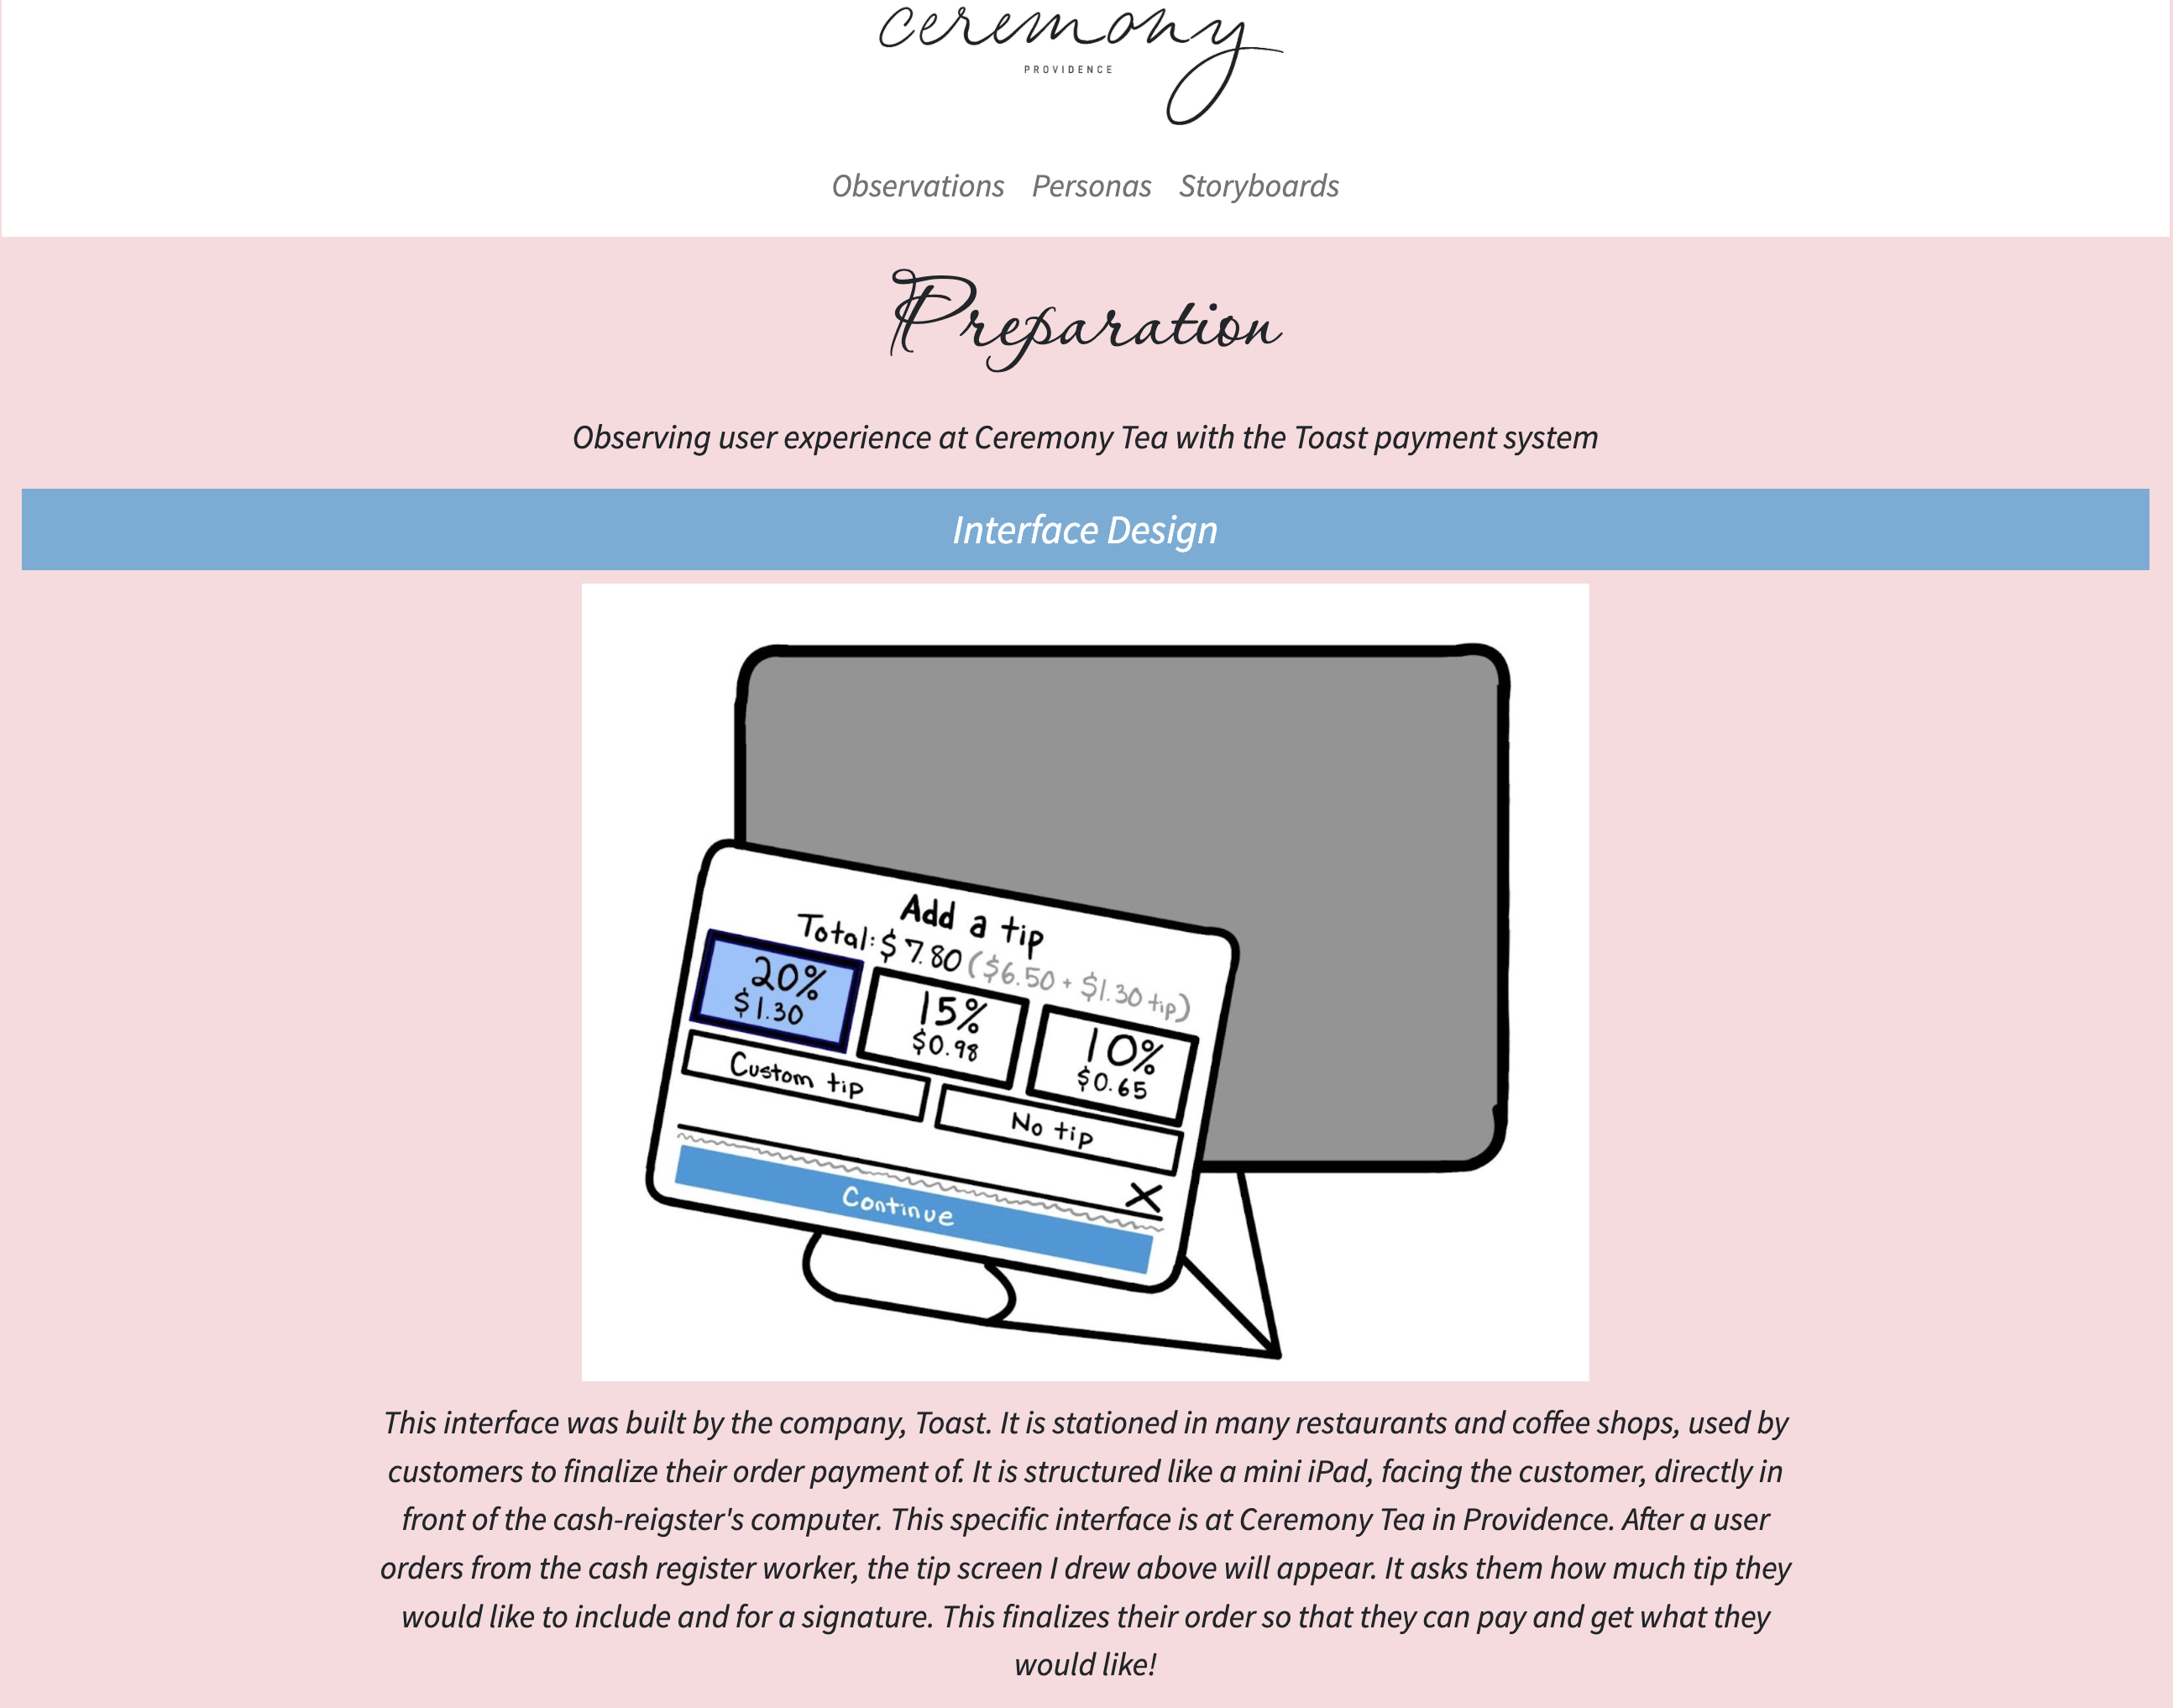 ceremony
PROVIDENCE
Observations Personas Storyboards
Preparation
Observing user experience at Ceremony Tea with the Toast payment system
Interface Design
Add a tip
Total: $7.80 ($6.50 + $1.30 tip)
20%
$1.30
15%
$0.98
10%
$0.65
Custom tip
No tip
X
Continue
This interface was built by the company, Toast. It is stationed in many restaurants and coffee shops, used by
customers to finalize their order payment of. It is structured like a mini iPad, facing the customer, directly in
front of the cash-reigster's computer. This specific interface is at Ceremony Tea in Providence. After a user
orders from the cash register worker, the tip screen I drew above will appear. It asks them how much tip they
would like to include and for a signature. This finalizes their order so that they can pay and get what they
would like!